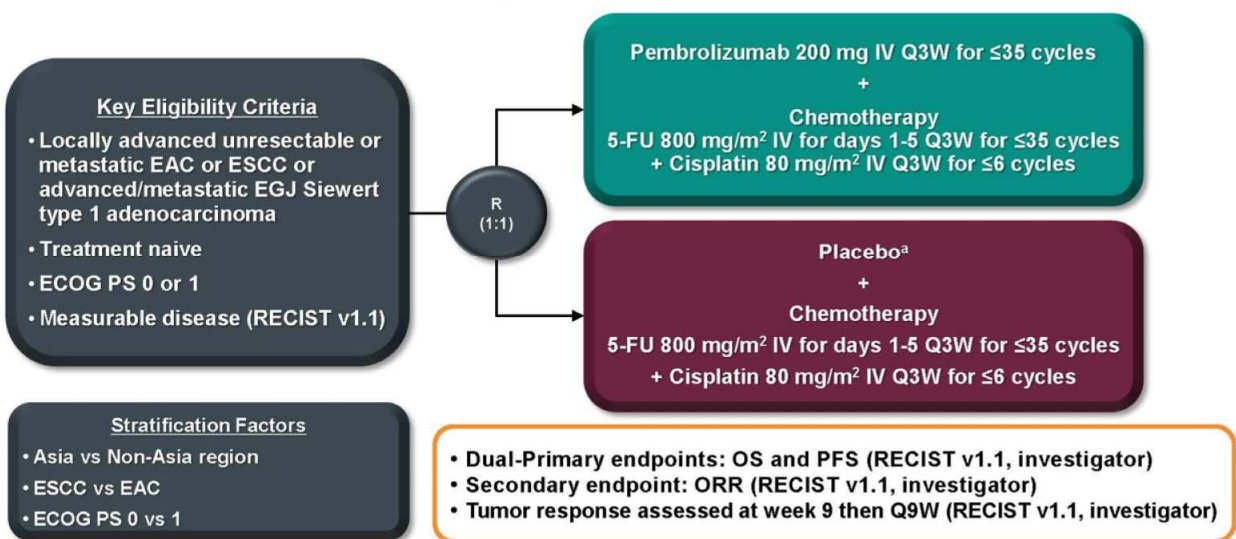 Key Eligibility Criteria
• Locally advanced unresectable or
metastatic EAC or ESCC or
advanced/metastatic EGJ Siewert
type 1 adenocarcinoma
• Treatment naive
• ECOG PS 0 or 1
• Measurable disease (RECIST v1.1)
R
(1:1)
Pembrolizumab 200 mg IV Q3W for ≤35 cycles
+
Chemotherapy
5-FU 800 mg/m² IV for days 1-5 Q3W for ≤35 cycles
+ Cisplatin 80 mg/m² IV Q3W for ≤6 cycles
Placeboᵃ
+
Chemotherapy
5-FU 800 mg/m² IV for days 1-5 Q3W for ≤35 cycles
+ Cisplatin 80 mg/m² IV Q3W for ≤6 cycles
Stratification Factors
• Asia vs Non-Asia region
• ESCC vs EAC
• ECOG PS 0 vs 1
• Dual-Primary endpoints: OS and PFS (RECIST v1.1, investigator)
• Secondary endpoint: ORR (RECIST v1.1, investigator)
• Tumor response assessed at week 9 then Q9W (RECIST v1.1, investigator)